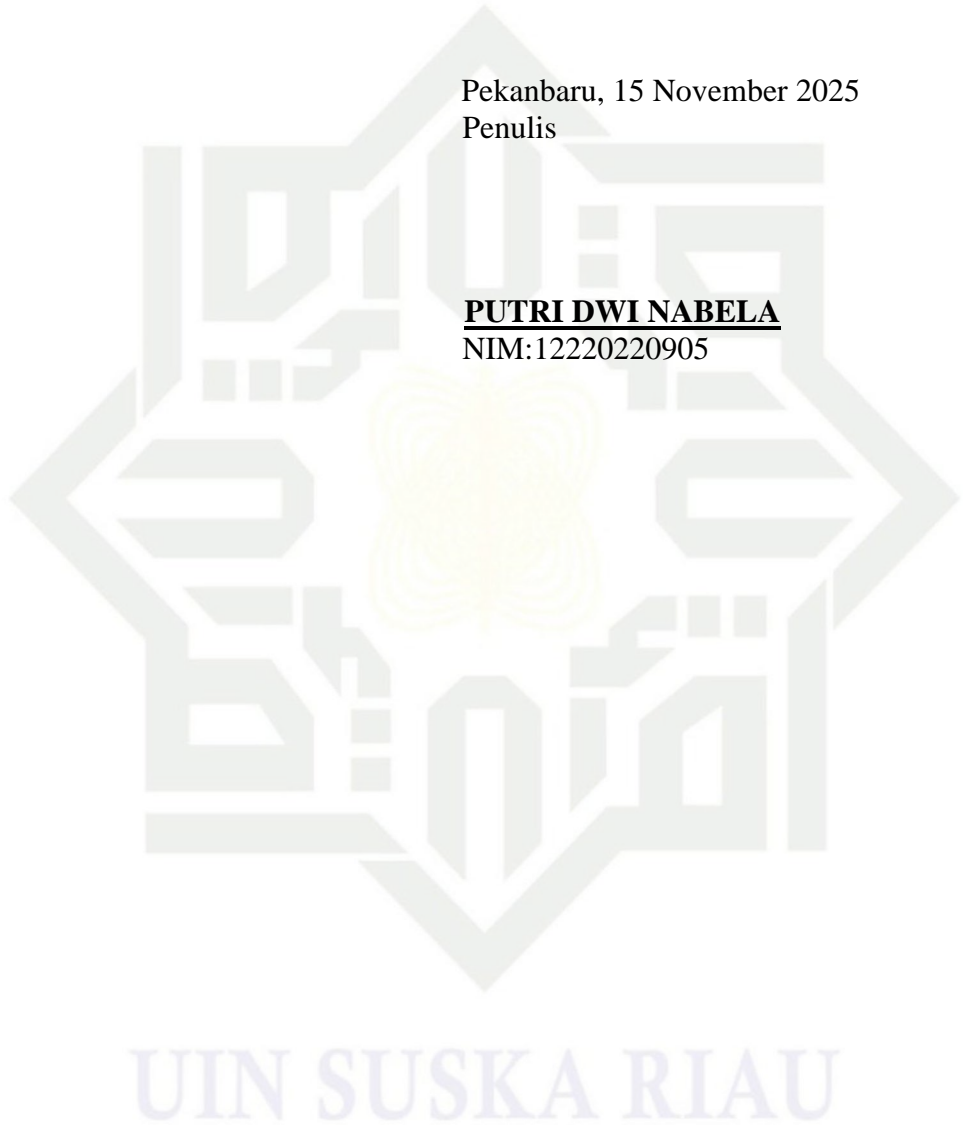 Pekanbaru, 15 November 2025
Penulis
PUTRI DWI NABELA
NIM:12220220905
UIN SUSKA RIAU